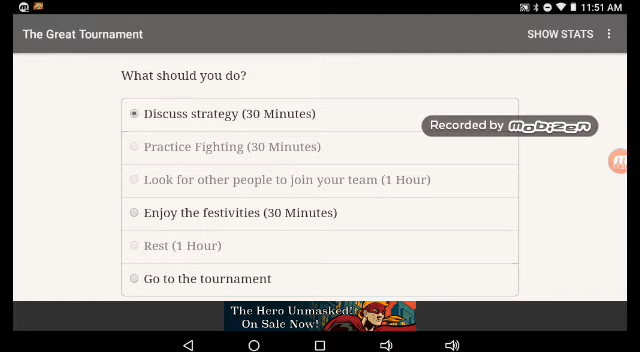 11:51 AM
The Great Tournament
SHOW STATS
What should you do?
Discuss strategy (30 Minutes)
Recorded by mobizen
Practice Fighting (30 Minutes)
Look for other people to join your team (1 Hour)
Enjoy the festivities (30 Minutes)
Rest (1 Hour)
Go to the tournament
The Hero Unmasked!
On Sale Now!